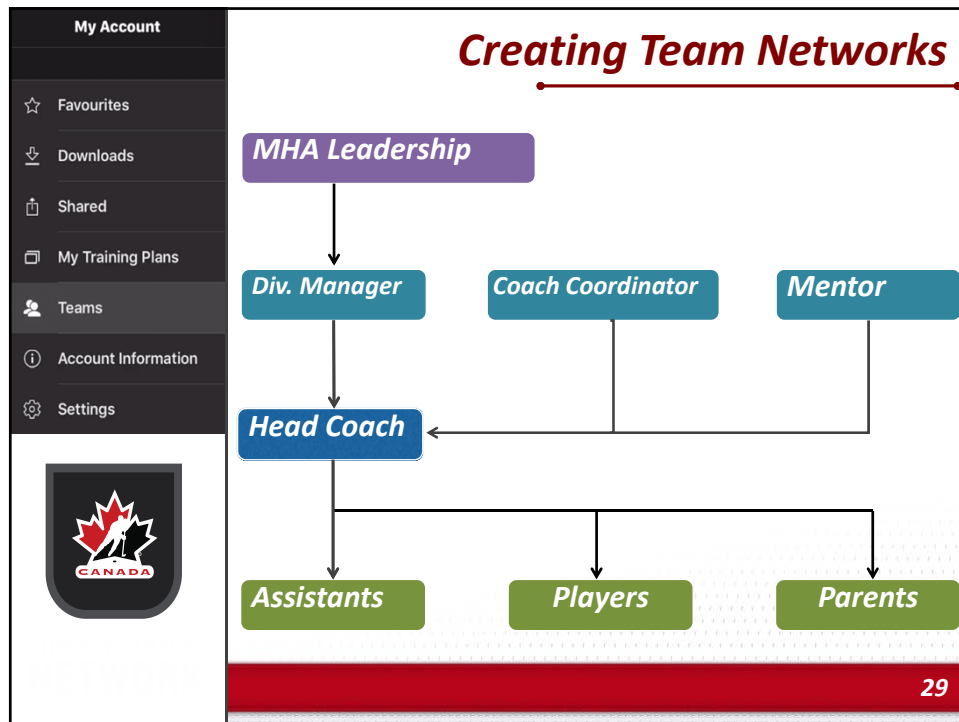 My Account
Favourites
Downloads
Shared
My Training Plans
Teams
Account Information
Settings
CANADA
Creating Team Networks
MHA Leadership
Div. Manager
Coach Coordinator
Mentor
Head Coach
Assistants
Players
Parents
29